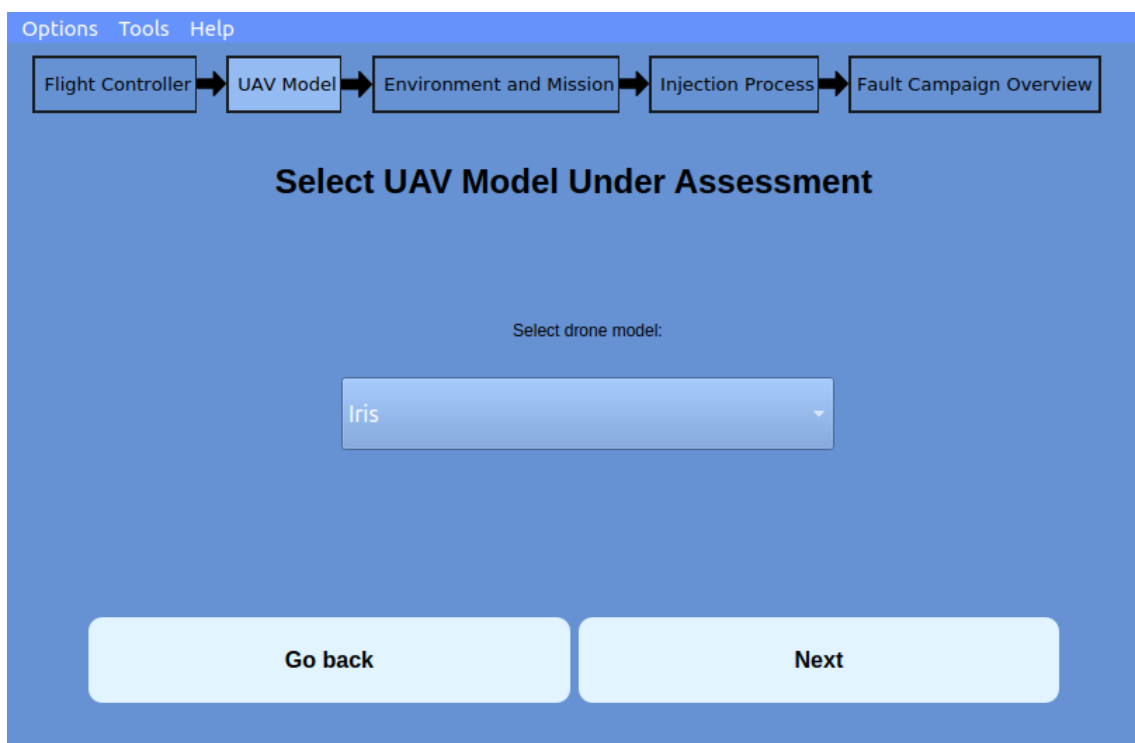 Options Tools Help
Flight Controller UAV Model Environment and Mission Injection Process Fault Campaign Overview
Select UAV Model Under Assessment
Select drone model:
Iris
Go back Next